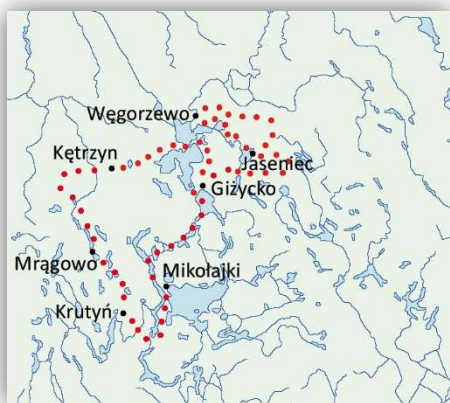 Węgorzewo
Kętrzyn
Jaseniec
Giżycko
Mrągowo
Mikołajki
Krutyń